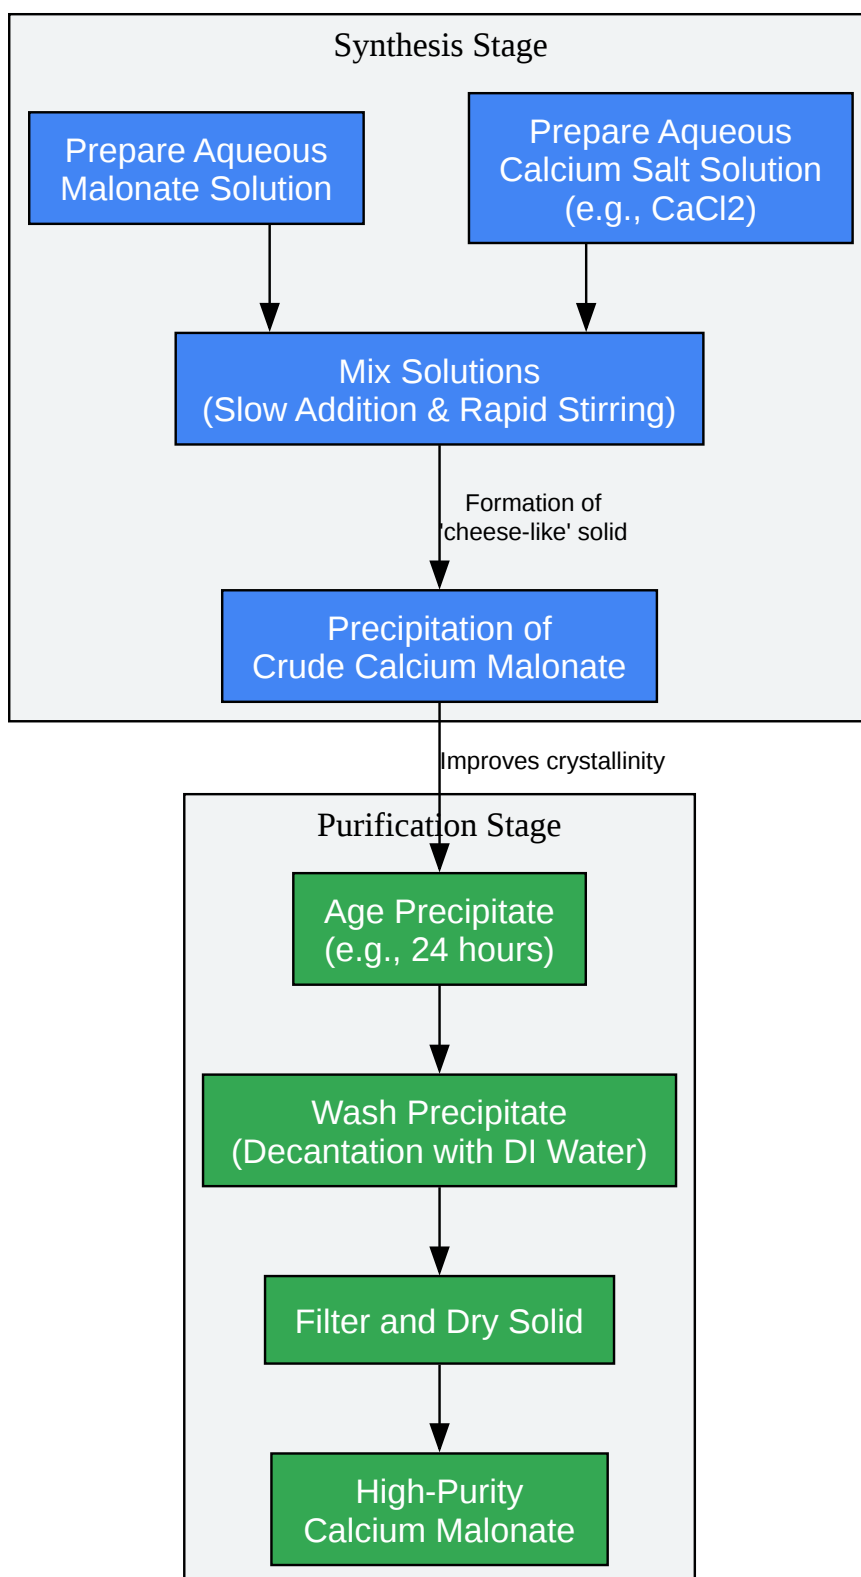 Synthesis Stage
Prepare Aqueous
Malonate Solution
Prepare Aqueous
Calcium Salt Solution
(e.g., CaCl2)
Mix Solutions
(Slow Addition & Rapid Stirring)
Formation of
'cheese-like' solid
Precipitation of
Crude Calcium Malonate
Improves crystallinity
Purification Stage
Age Precipitate
(e.g., 24 hours)
Wash Precipitate
(Decantation with DI Water)
Filter and Dry Solid
High-Purity
Calcium Malonate